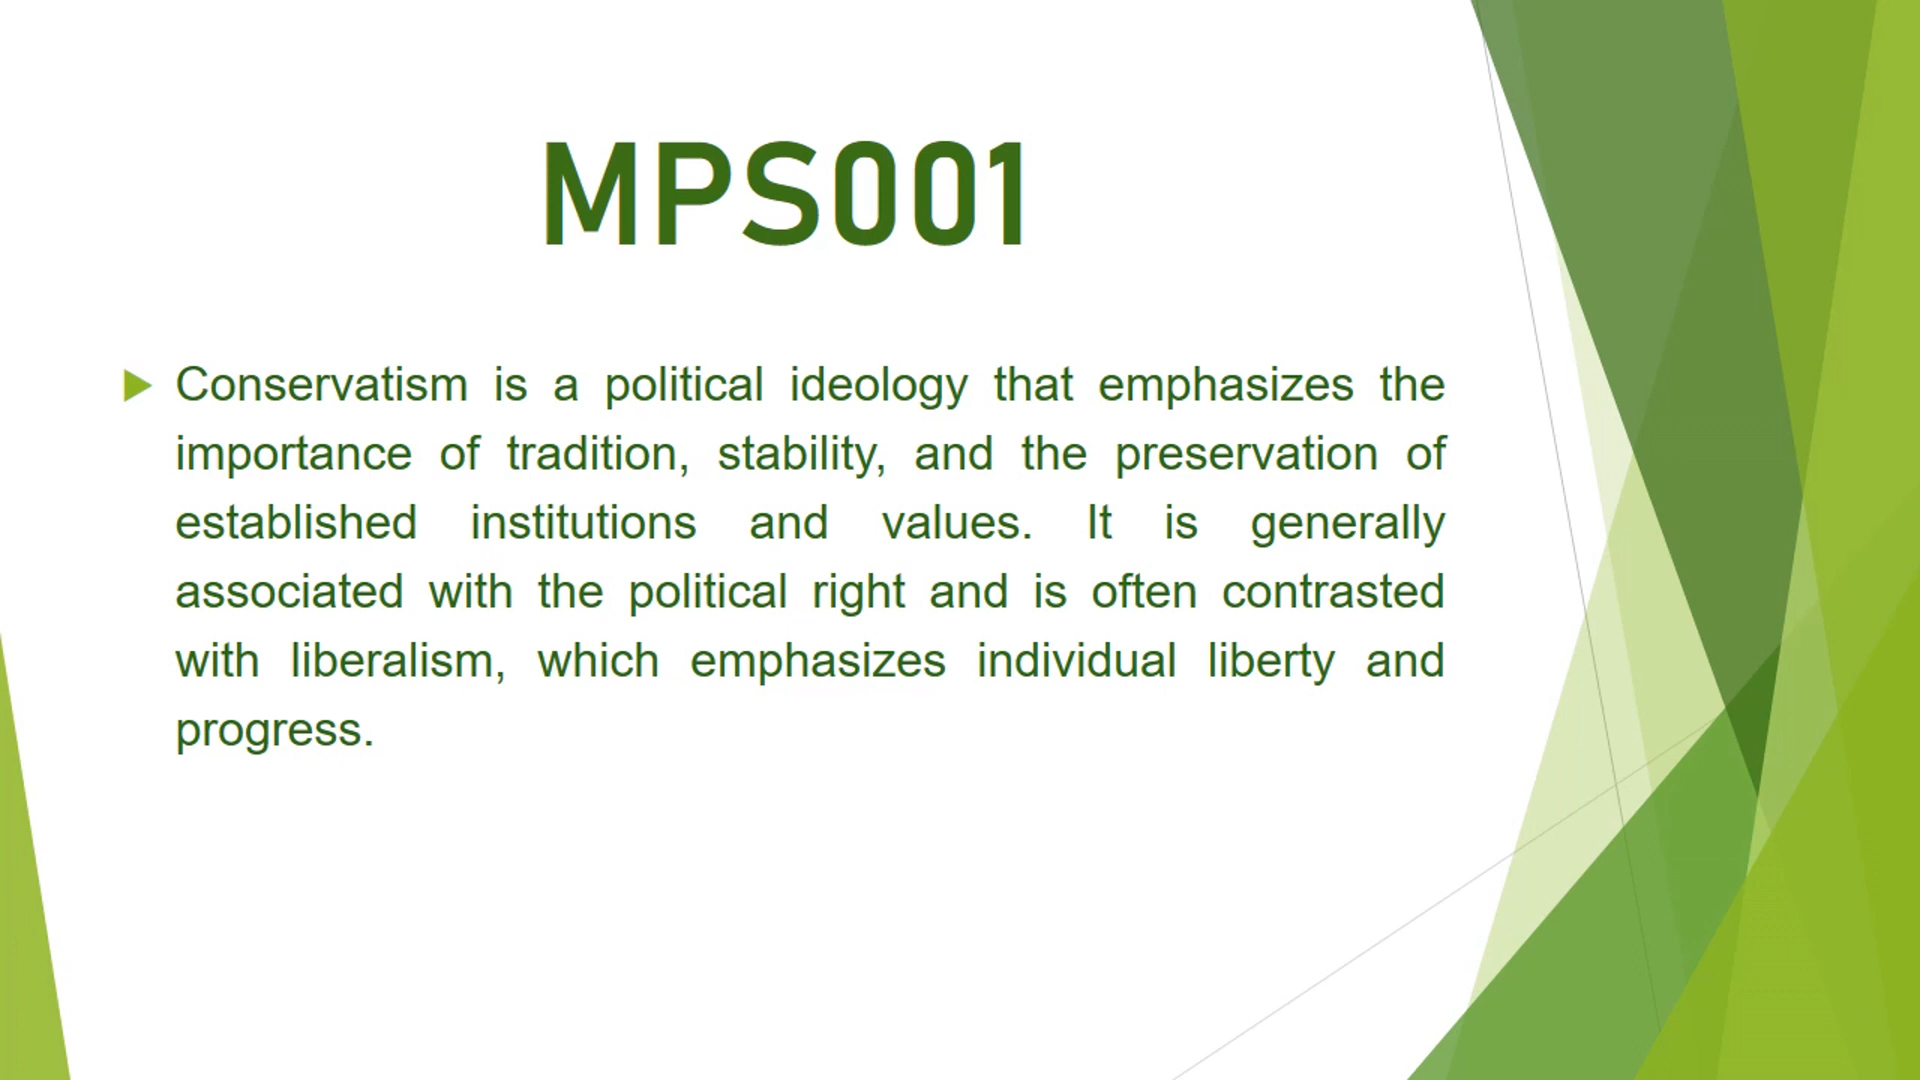 MPS001
Conservatism is a political ideology that emphasizes the
importance of tradition, stability, and the preservation of
established institutions and values. It is generally
associated with the political right and is often contrasted
with liberalism, which emphasizes individual liberty and
progress.